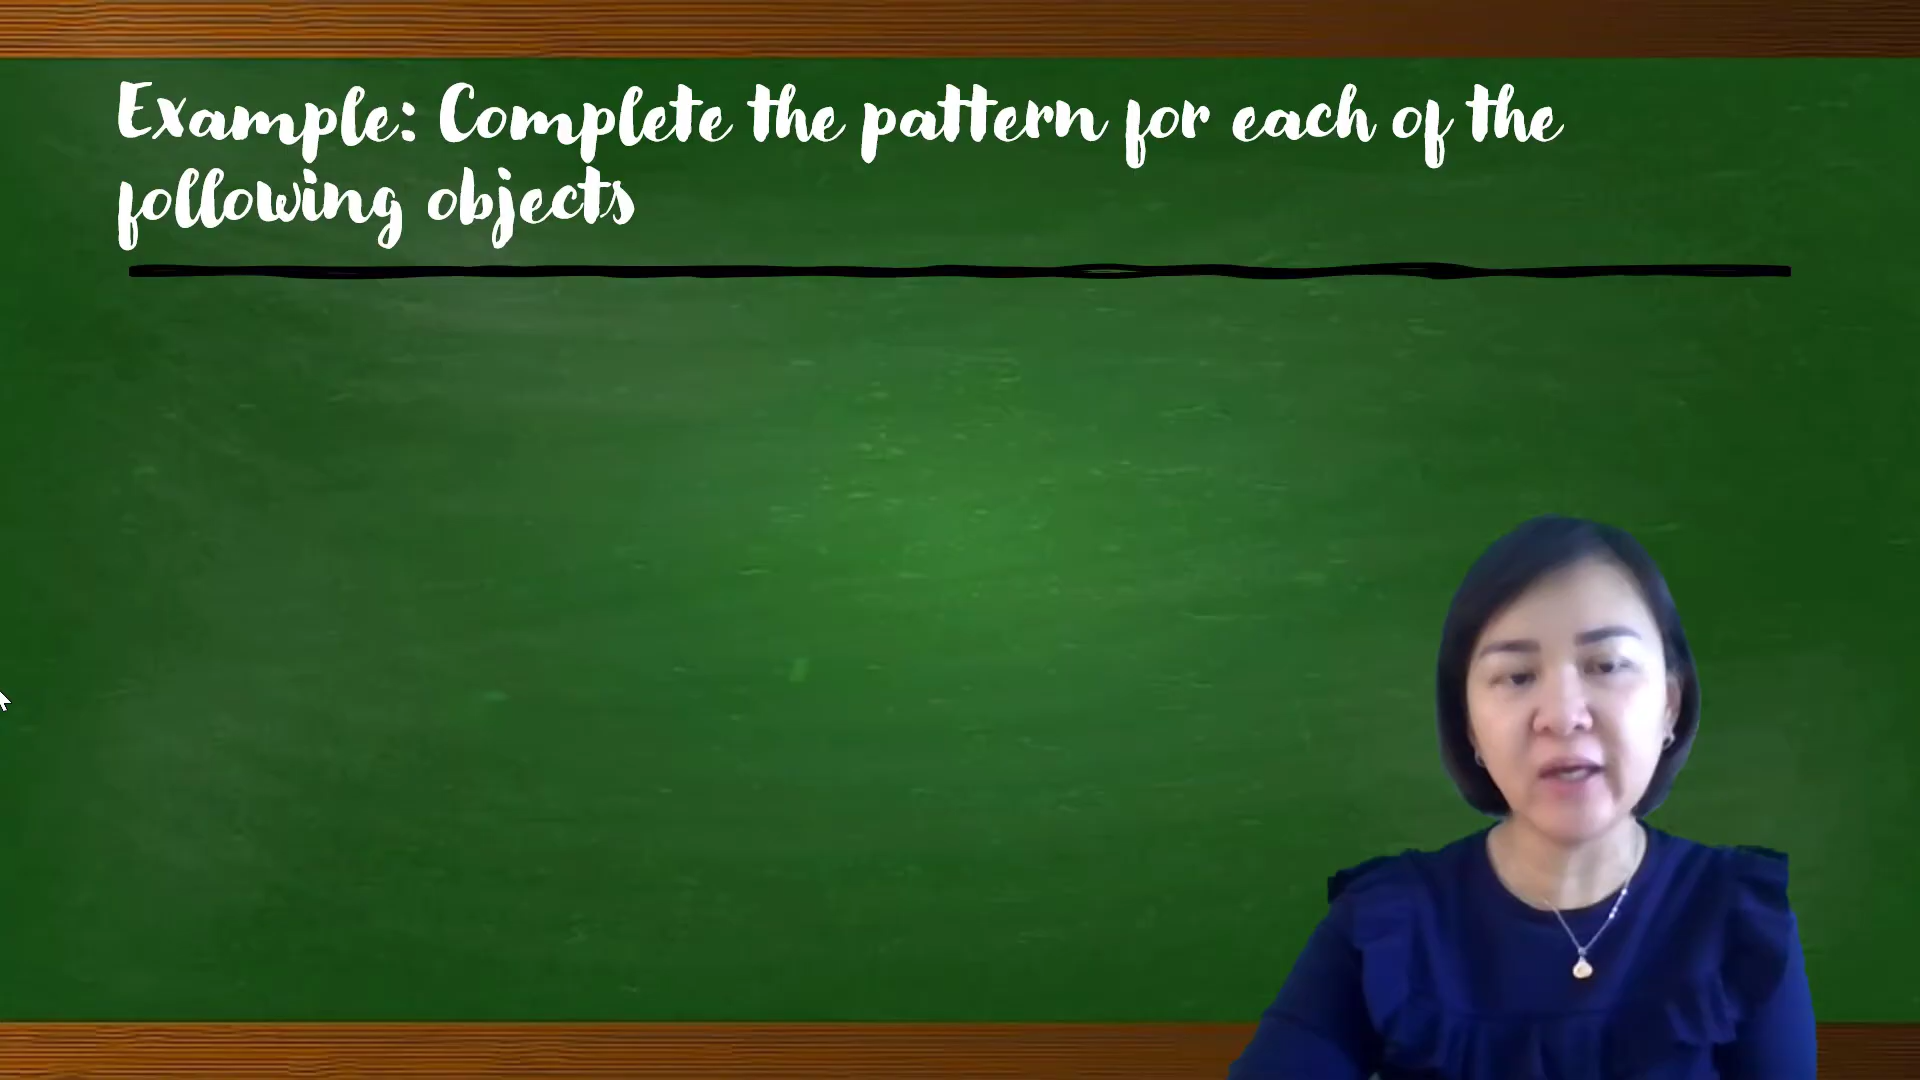 Example: Complete the pattern for each of the
following objects